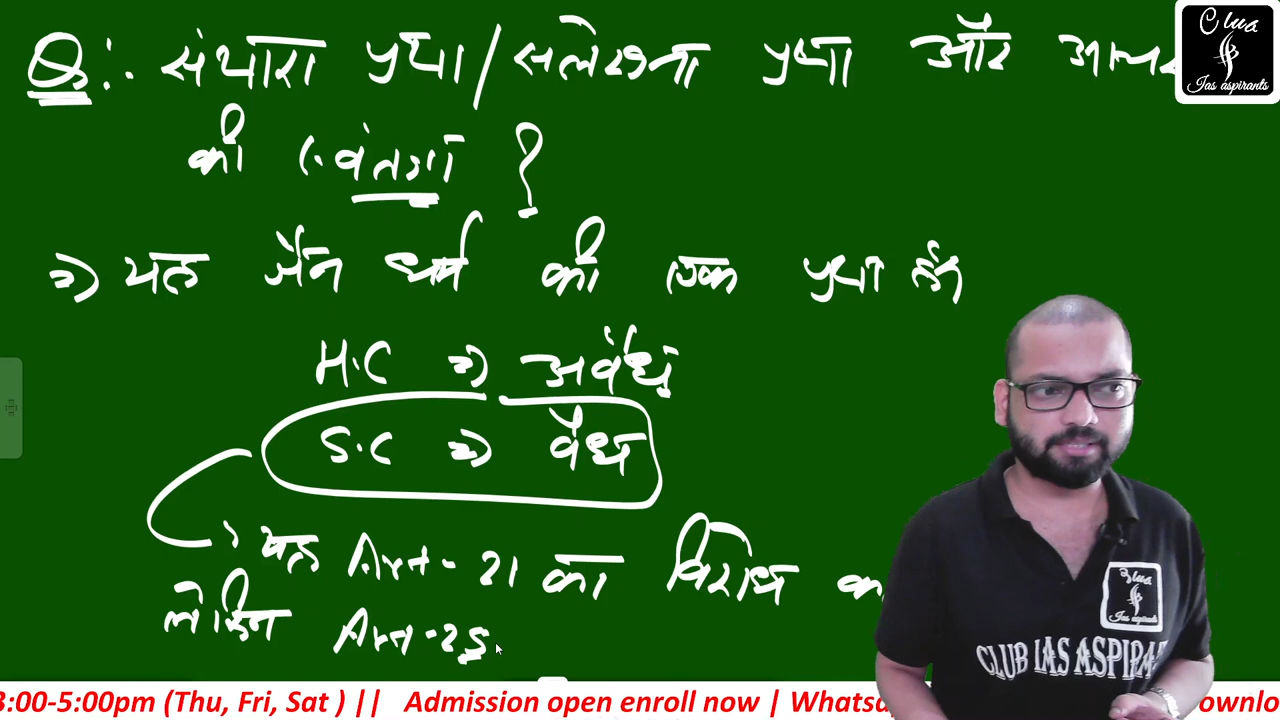 Q:- संथारा प्रथा / सलेखना प्रथा और
की स्वतंत्रता ?
⇒ यह जैन धर्म की एक प्रथा है
H.C ⇒ अवैध
S.C ⇒ वैध
यह Art-21 का विरोध
लेकिन Art-25
Club
Ias aspirants
CLUB IAS ASPIRA
3:00-5:00pm (Thu, Fri, Sat ) || Admission open enroll now | Whatsa